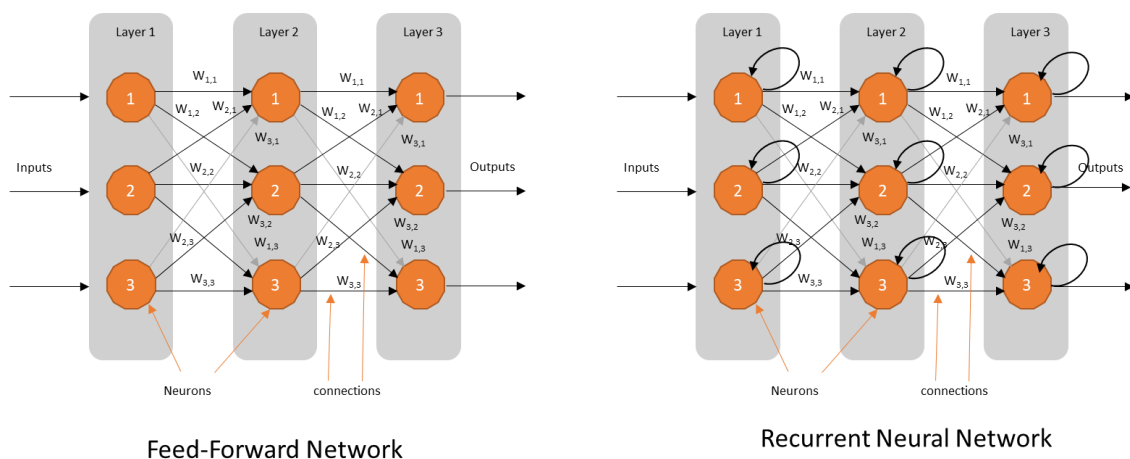 Layer 1
Layer 2
Layer 3
W1,1
W1,1
1
1
1
W1,2
W2,1
W1,2
W2,1
W3,1
W3,1
Inputs
W2,2
W2,2
Outputs
2
2
2
W3,2
W3,2
W2,3
W1,3
W2,3
W1,3
W3,3
W3,3
3
3
3
Neurons
connections
Feed-Forward Network
Layer 1
Layer 2
Layer 3
W1,1
W1,1
1
1
1
W1,2
W2,1
W1,2
W2,1
W3,1
W3,1
Inputs
W2,2
W2,2
Outputs
2
2
2
W3,2
W3,2
W2,3
W1,3
W2,3
W1,3
W3,3
W3,3
3
3
3
Neurons
connections
Recurrent Neural Network